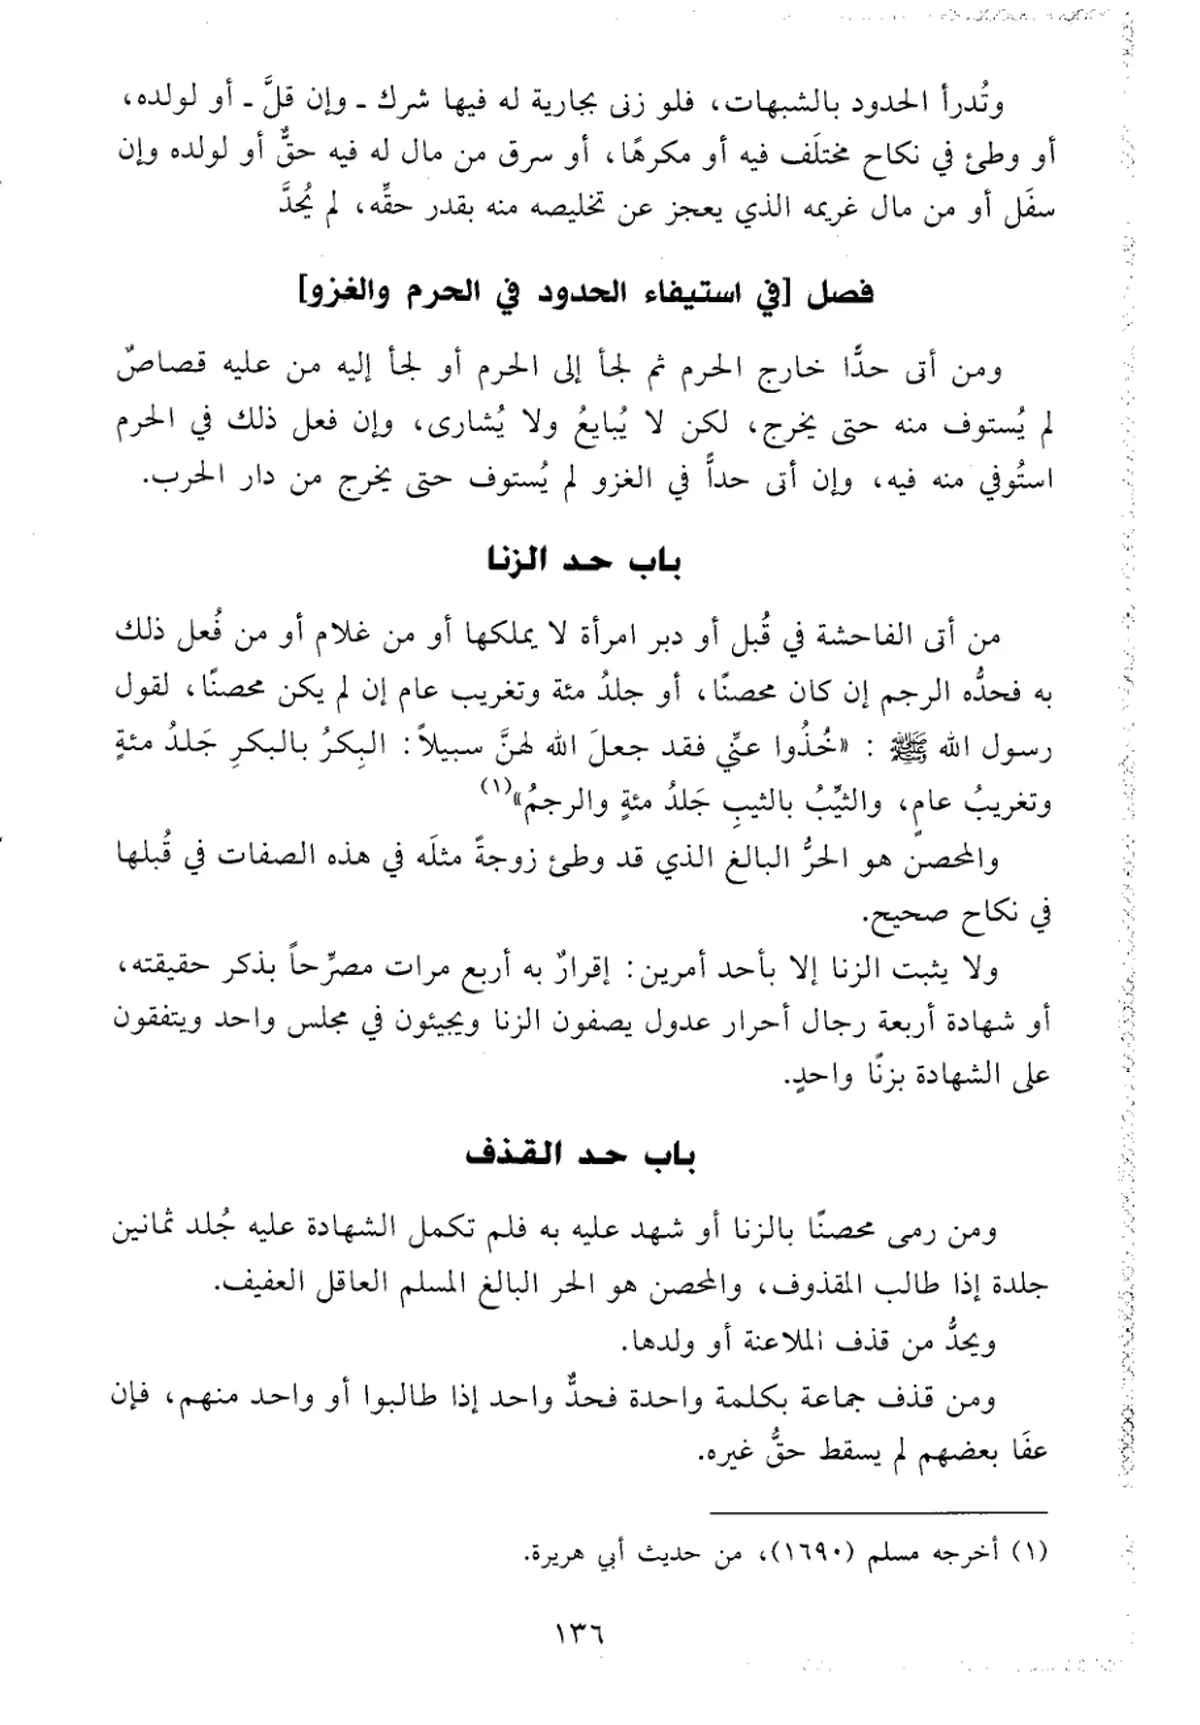 وتُدرأ الحدود بالشبهات، فلو زنى بجارية له فيها شرك ـ وإن قلَّ ـ أو لولده،
أو وطئ في نكاح مختلَف فيه أو مكرهًا، أو سرق من مال له فيه حقٌّ أو لولده وإن
سفَل أو من مال غريمه الذي يعجز عن تخليصه منه بقدر حقِّه، لم يُحدَّ
فصل [في استيفاء الحدود في الحرم والغزو]
ومن أتى حدًّا خارج الحرم ثم لجأ إلى الحرم أو لجأ إليه من عليه قصاصٌ
لم يُستوف منه حتى يخرج، لكن لا يُبايعُ ولا يُشارى، وإن فعل ذلك في الحرم
استُوفي منه فيه، وإن أتى حداًّ في الغزو لم يُستوف حتى يخرج من دار الحرب.
باب حد الزنا
من أتى الفاحشة في قُبل أو دبر امرأة لا يملكها أو من غلام أو من فُعل ذلك
به فحدُّه الرجم إن كان محصنًا، أو جلدُ مئة وتغريب عام إن لم يكن محصنًا، لقول
رسول الله ﷺ : «خُذُوا عنِّي فقد جعلَ الله لهنَّ سبيلاً: البِكرُ بالبكرِ جَلدُ مئةٍ
وتغريبُ عامٍ، والثيِّبُ بالثيبِ جَلدُ مئةٍ والرجمُ»(١)
والمحصن هو الحرُّ البالغ الذي قد وطئ زوجةً مثلَه في هذه الصفات في قُبلها
في نكاح صحيح.
ولا يثبت الزنا إلا بأحد أمرين: إقرارٌ به أربع مرات مصرِّحاً بذكر حقيقته،
أو شهادة أربعة رجال أحرار عدول يصفون الزنا ويجيئون في مجلس واحد ويتفقون
على الشهادة بزنًا واحدٍ.
باب حد القذف
ومن رمى محصنًا بالزنا أو شهد عليه به فلم تكمل الشهادة عليه جُلد ثمانين
جلدة إذا طالب المقذوف، والمحصن هو الحر البالغ المسلم العاقل العفيف.
ويحدُّ من قذف الملاعنة أو ولدها.
ومن قذف جماعة بكلمة واحدة فحدٌّ واحد إذا طالبوا أو واحد منهم، فإن
عفَا بعضهم لم يسقط حقُّ غيره.
(١) أخرجه مسلم (١٦٩٠)، من حديث أبي هريرة.
١٣٦